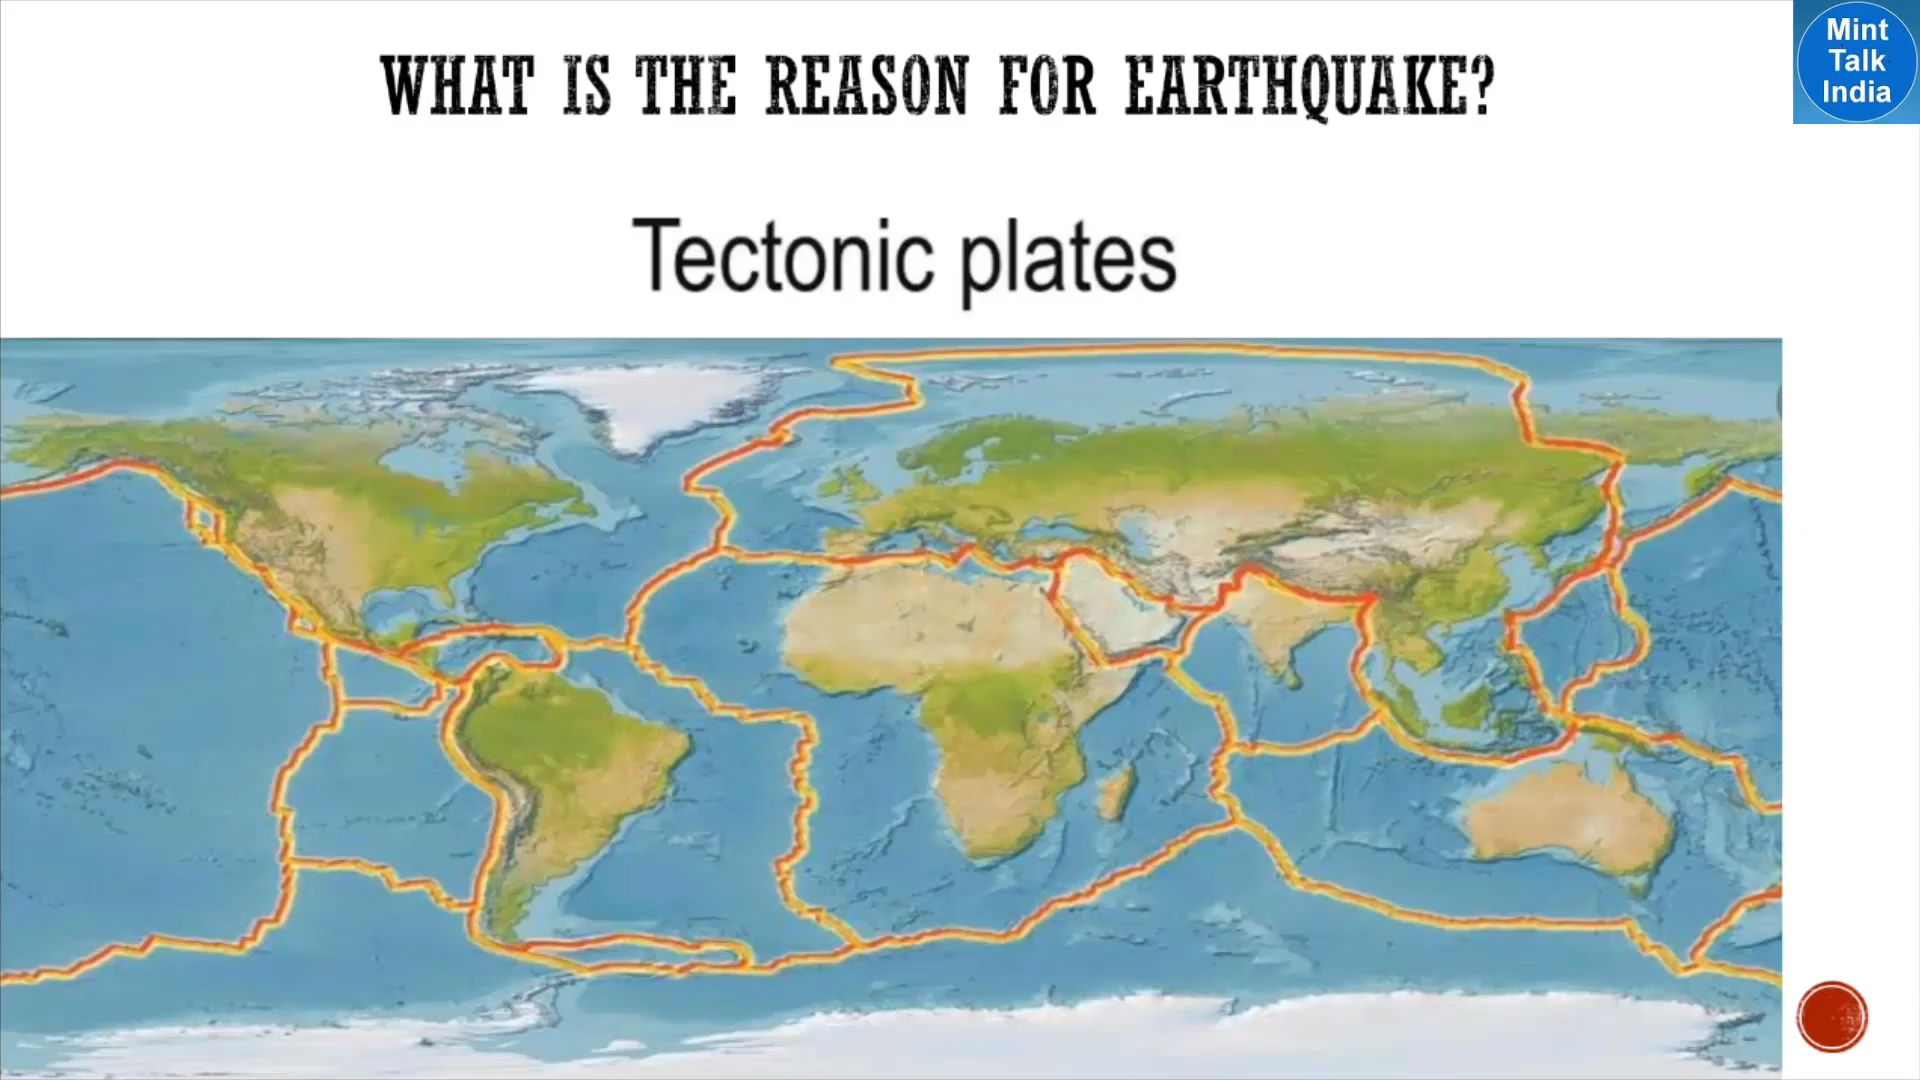 WHAT IS THE REASON FOR EARTHQUAKE?
Mint
Talk
India
Tectonic plates